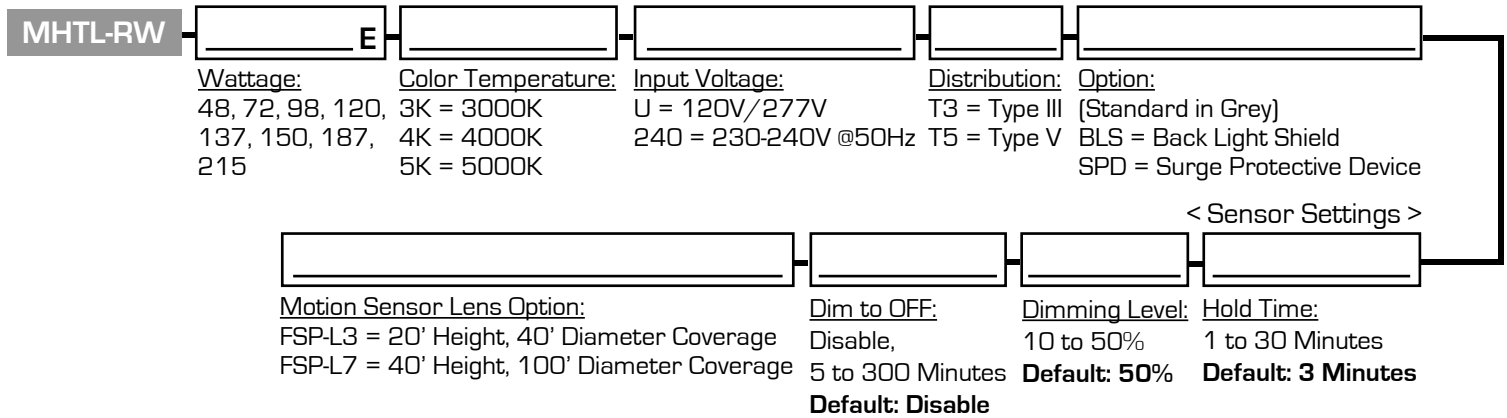 MHTL-RW
E
Wattage:
48, 72, 98, 120,
137, 150, 187,
215
Color Temperature:
3K = 3000K
4K = 4000K
5K = 5000K
Input Voltage:
U = 120V/277V
240 = 230-240V @50Hz
Distribution:
T3 = Type III
T5 = Type V
Option:
(Standard in Grey)
BLS = Back Light Shield
SPD = Surge Protective Device
< Sensor Settings >
Motion Sensor Lens Option:
FSP-L3 = 20' Height, 40' Diameter Coverage
FSP-L7 = 40' Height, 100' Diameter Coverage
Dim to OFF:
Disable,
5 to 300 Minutes
Default: Disable
Dimming Level:
10 to 50%
Default: 50%
Hold Time:
1 to 30 Minutes
Default: 3 Minutes